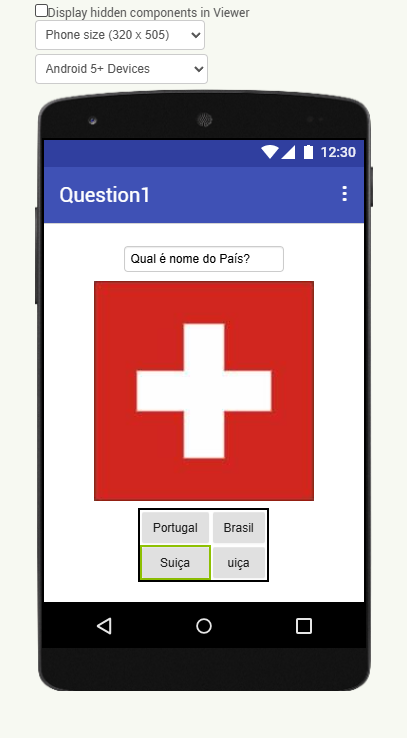 Display hidden components in Viewer
Phone size (320 x 505)
Android 5+ Devices
12:30
Question1
Qual é nome do País?
Portugal Brasil
Suiça uiça